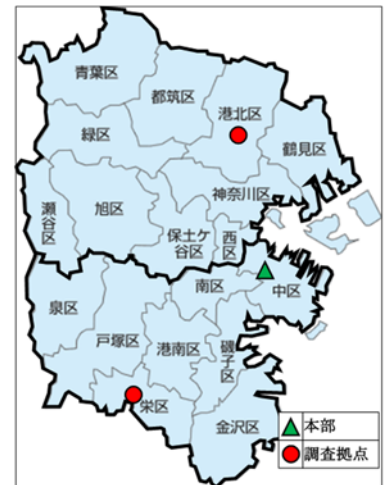 青葉区
都筑区
港北区
緑区
鶴見区
神奈川区
瀬谷区
旭区
保土ケ谷区
西区
南区
中区
泉区
戸塚区
港南区
磯子区
栄区
金沢区
本部
調査拠点